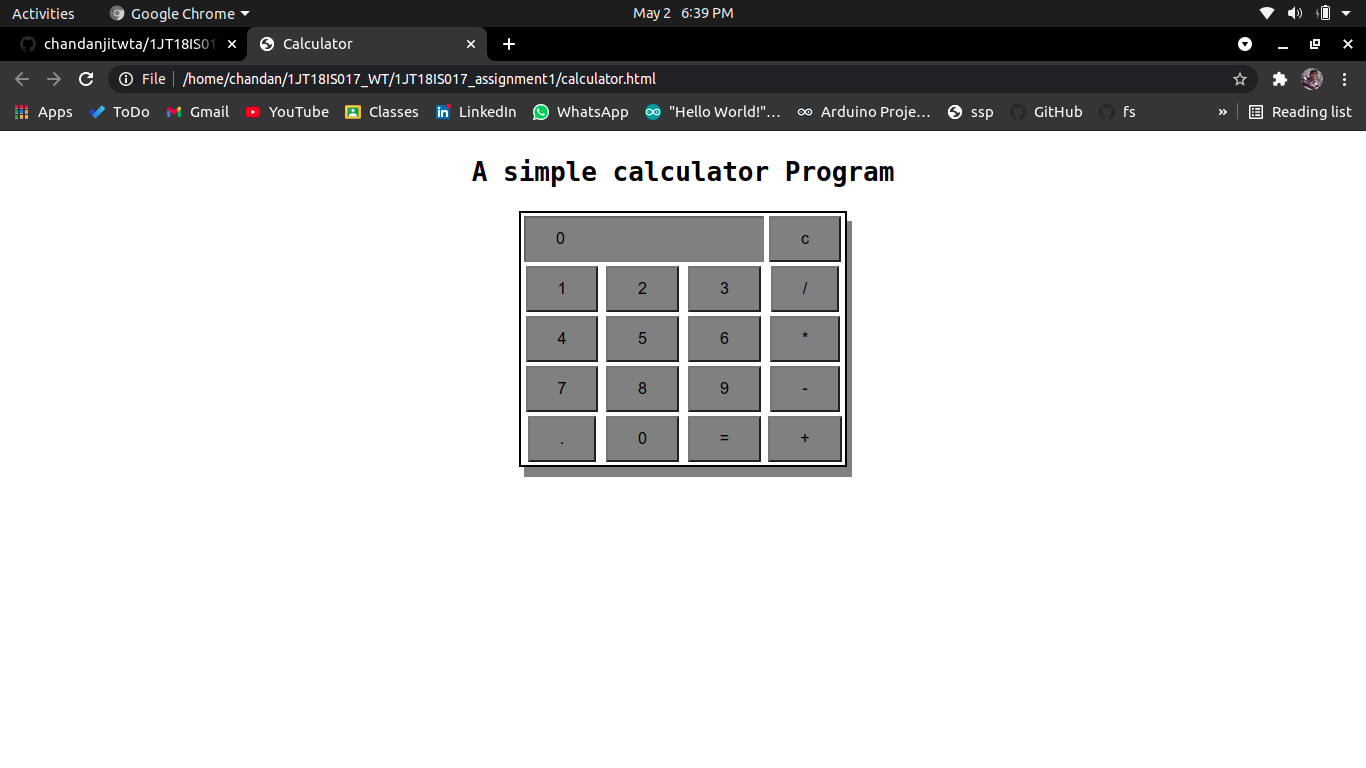 Activities Google Chrome May 2 6:39 PM
chandanjitwta/1JT18IS01 Calculator
File /home/chandan/1JT18IS017_WT/1JT18IS017_assignment1/calculator.html
Apps ToDo Gmail YouTube Classes LinkedIn WhatsApp "Hello World!"... Arduino Proje... ssp GitHub fs » Reading list
A simple calculator Program
0 c
1 2 3 /
4 5 6 *
7 8 9 -
. 0 = +